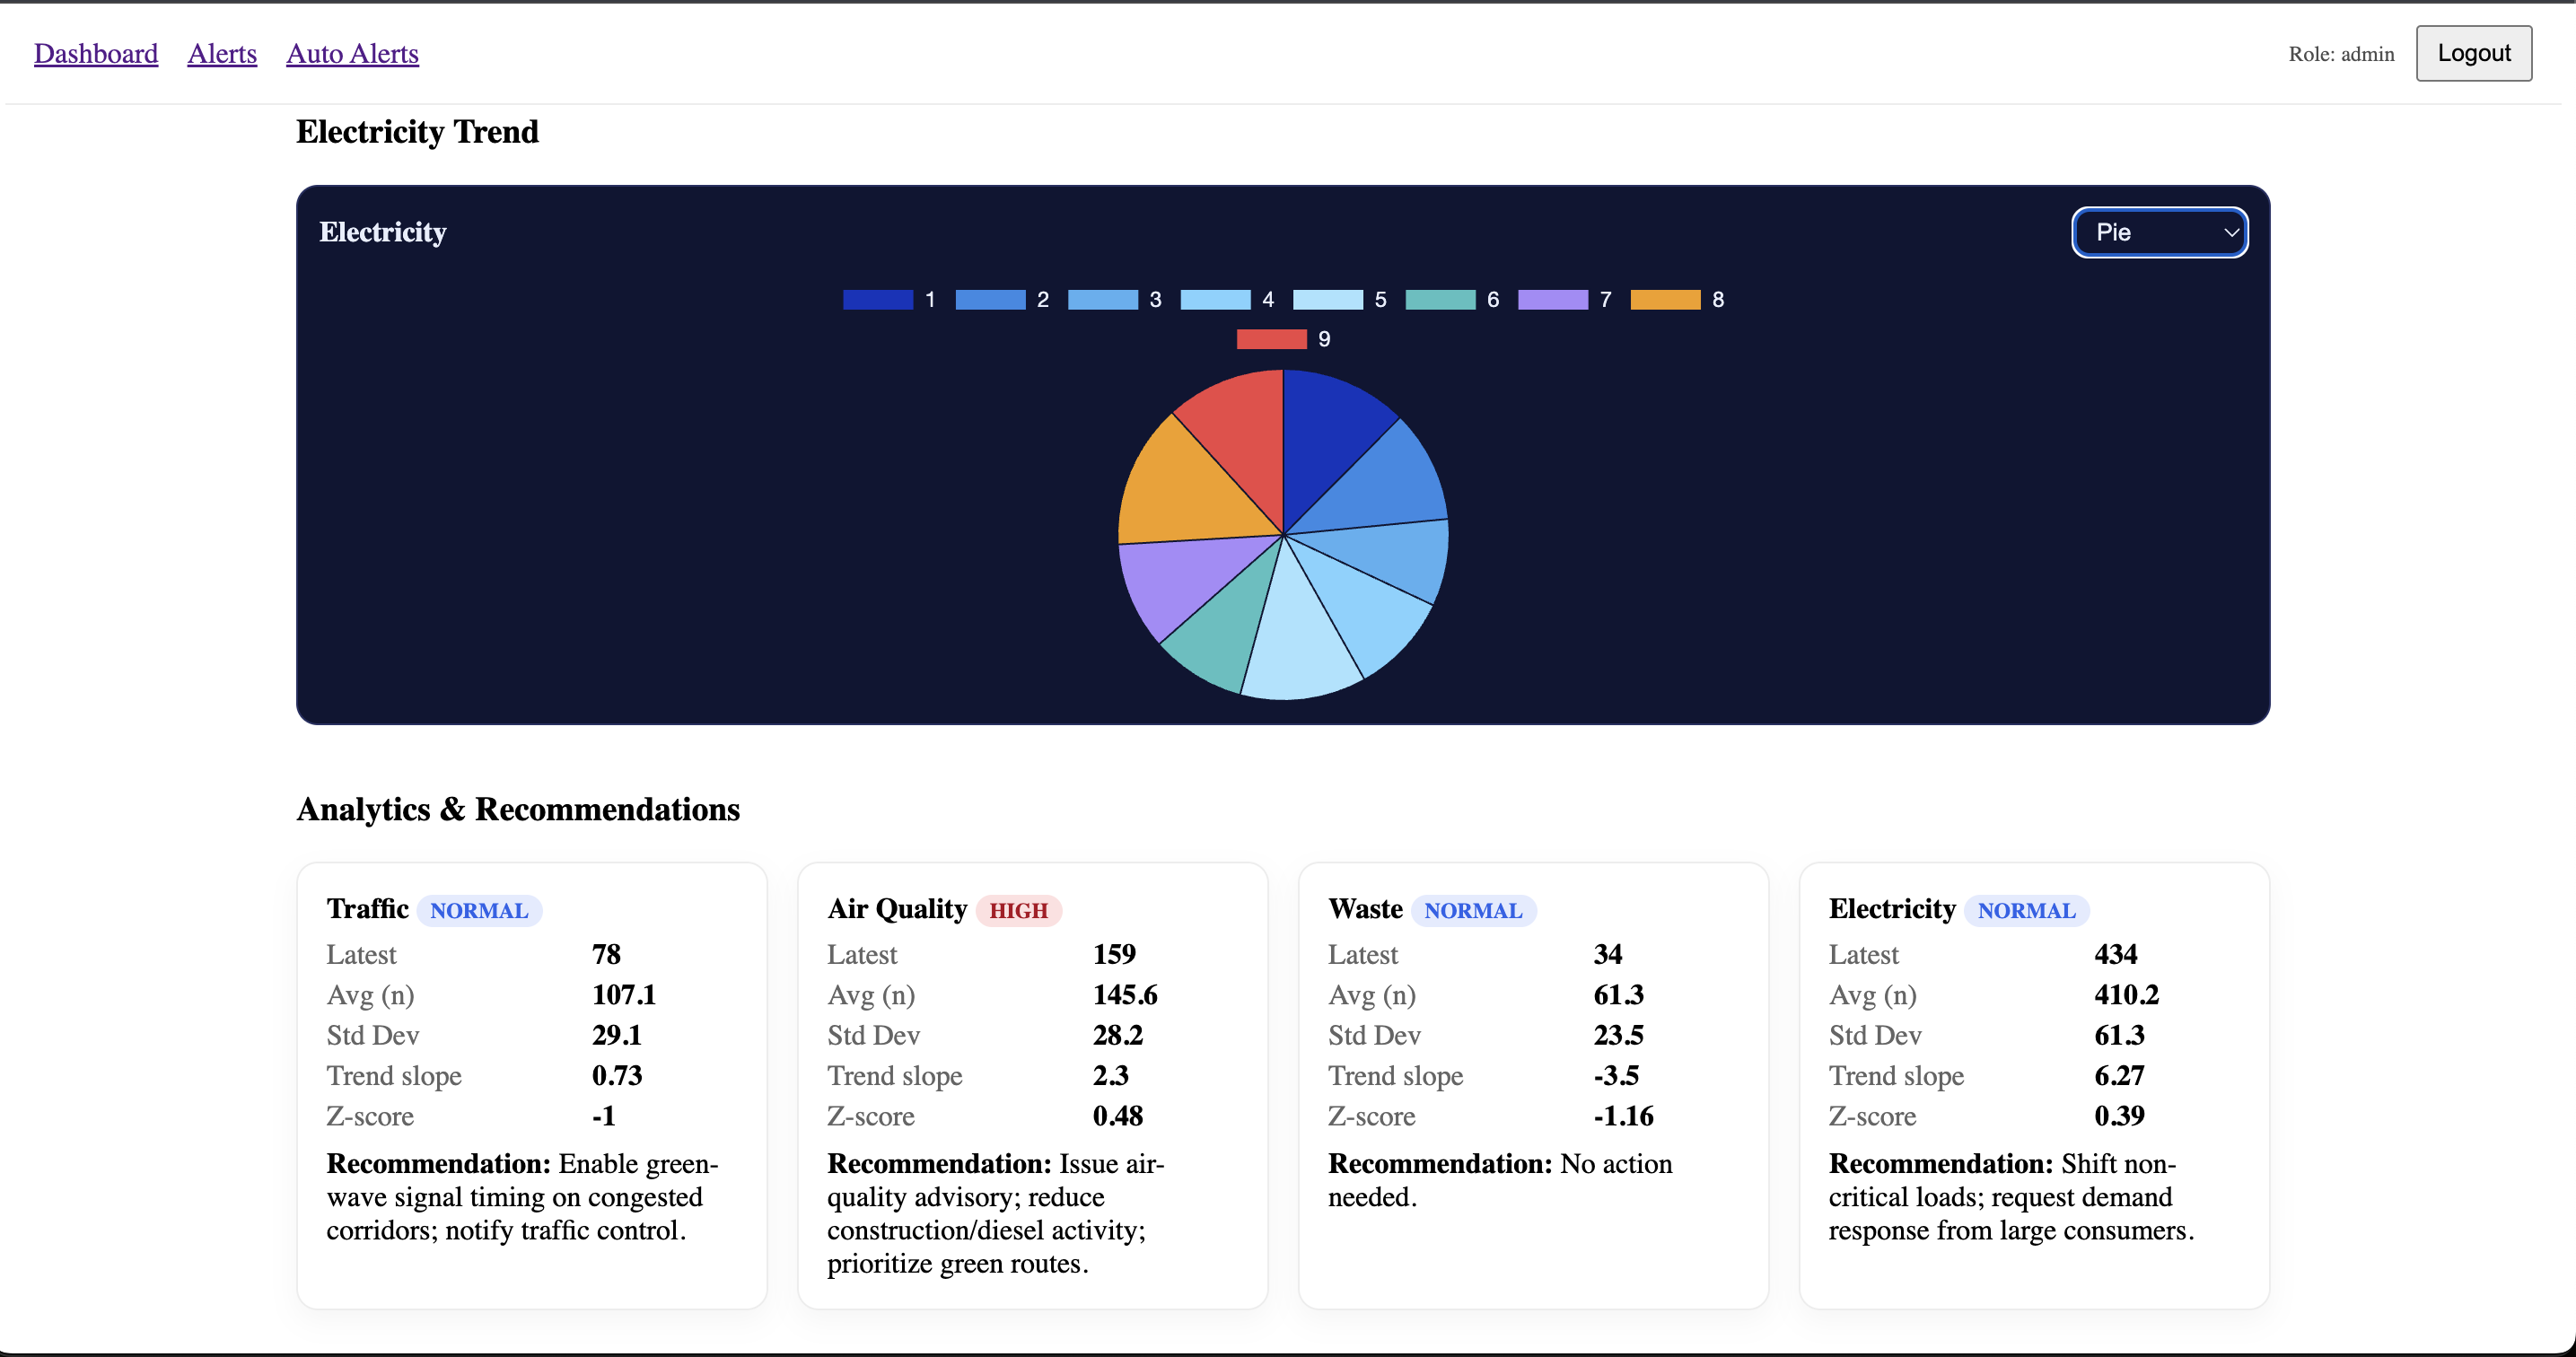 Dashboard Alerts Auto Alerts Role: admin Logout
Electricity Trend
Electricity Pie
1 2 3 4 5 6 7 8
9
Analytics & Recommendations
Traffic NORMAL
Latest 78
Avg (n) 107.1
Std Dev 29.1
Trend slope 0.73
Z-score -1
Recommendation: Enable green-
wave signal timing on congested
corridors; notify traffic control.
Air Quality HIGH
Latest 159
Avg (n) 145.6
Std Dev 28.2
Trend slope 2.3
Z-score 0.48
Recommendation: Issue air-
quality advisory; reduce
construction/diesel activity;
prioritize green routes.
Waste NORMAL
Latest 34
Avg (n) 61.3
Std Dev 23.5
Trend slope -3.5
Z-score -1.16
Recommendation: No action
needed.
Electricity NORMAL
Latest 434
Avg (n) 410.2
Std Dev 61.3
Trend slope 6.27
Z-score 0.39
Recommendation: Shift non-
critical loads; request demand
response from large consumers.